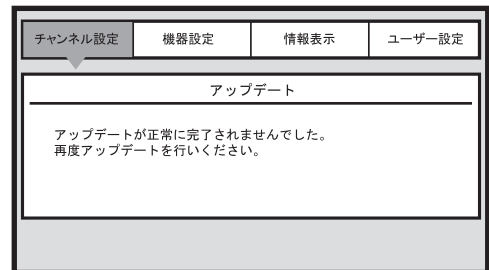 チャンネル設定
機器設定
情報表示
ユーザー設定
アップデート
アップデートが正常に完了されませんでした。
再度アップデートを行いください。